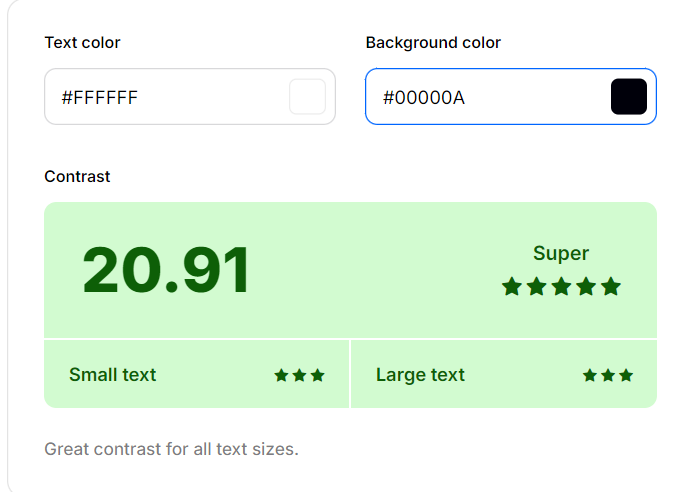 Text color
Background color
#FFFFFF
#00000A
Contrast
20.91
Super
Small text
Large text
Great contrast for all text sizes.